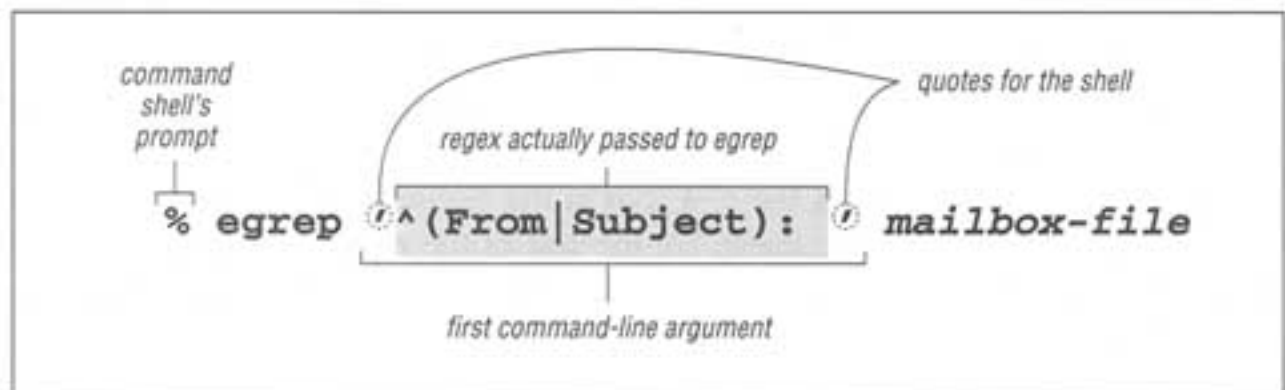 command
shell's
prompt
quotes for the shell
regex actually passed to egrep
% egrep '^(From|Subject): ' mailbox-file
first command-line argument